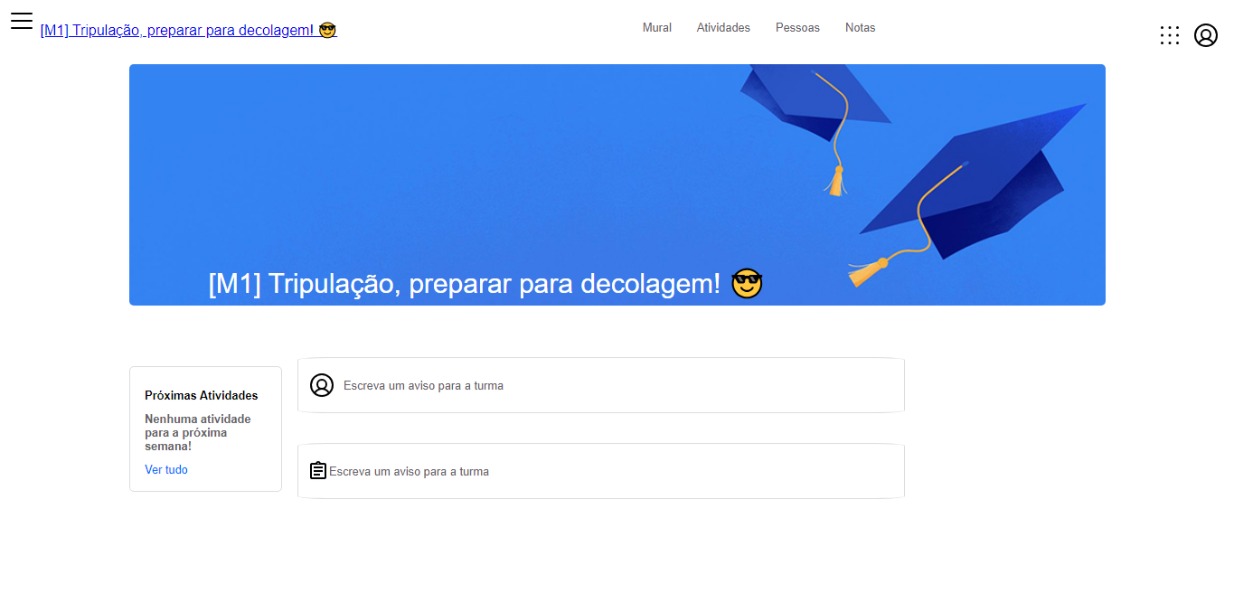 [M1] Tripulação, preparar para decolagem! 😎
Mural Atividades Pessoas Notas
[M1] Tripulação, preparar para decolagem! 😎
Próximas Atividades
Nenhuma atividade
para a próxima
semana!
Ver tudo
Escreva um aviso para a turma
Escreva um aviso para a turma